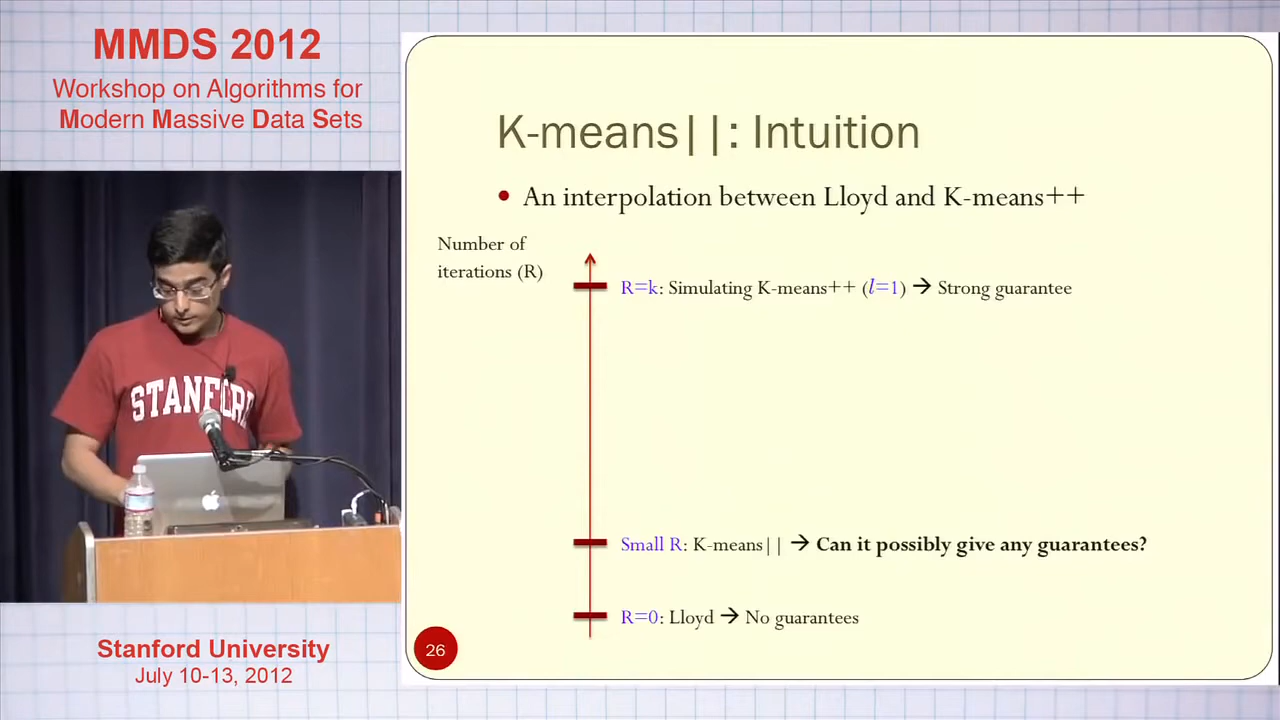 MMDS 2012
Workshop on Algorithms for
Modern Massive Data Sets
STANFORD
Stanford University
July 10-13, 2012
K-means||: Intuition
• An interpolation between Lloyd and K-means++
Number of
iterations (R)
R=k: Simulating K-means++ (l=1) → Strong guarantee
Small R: K-means|| → Can it possibly give any guarantees?
R=0: Lloyd → No guarantees
26